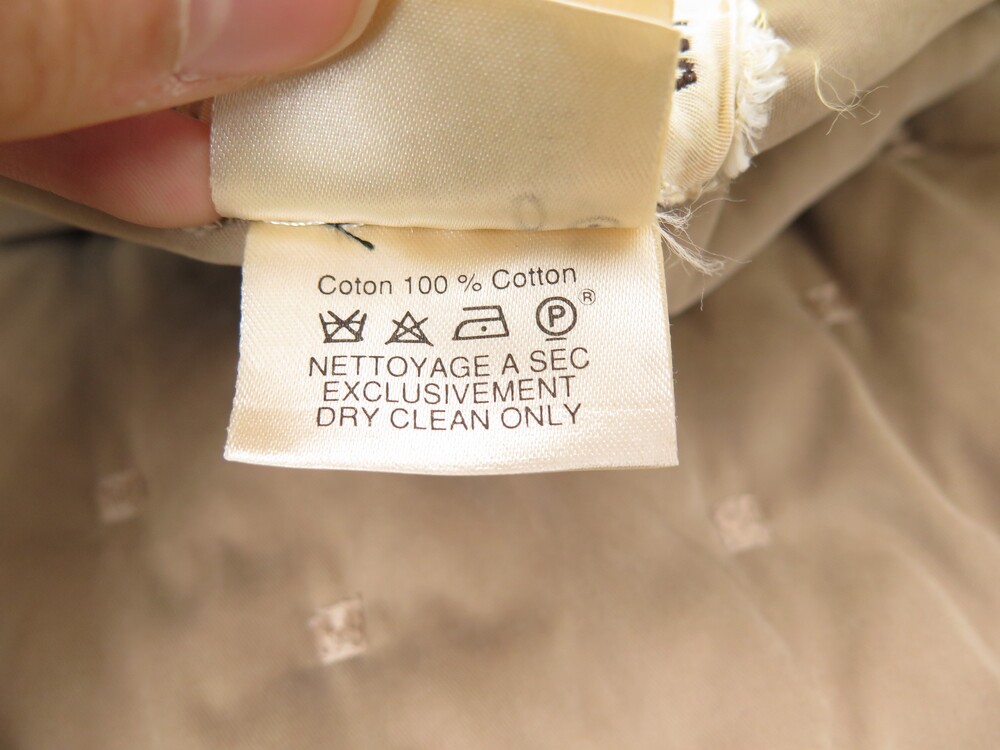 Coton 100 % Cotton
P ®
NETTOYAGE A SEC
EXCLUSIVEMENT
DRY CLEAN ONLY